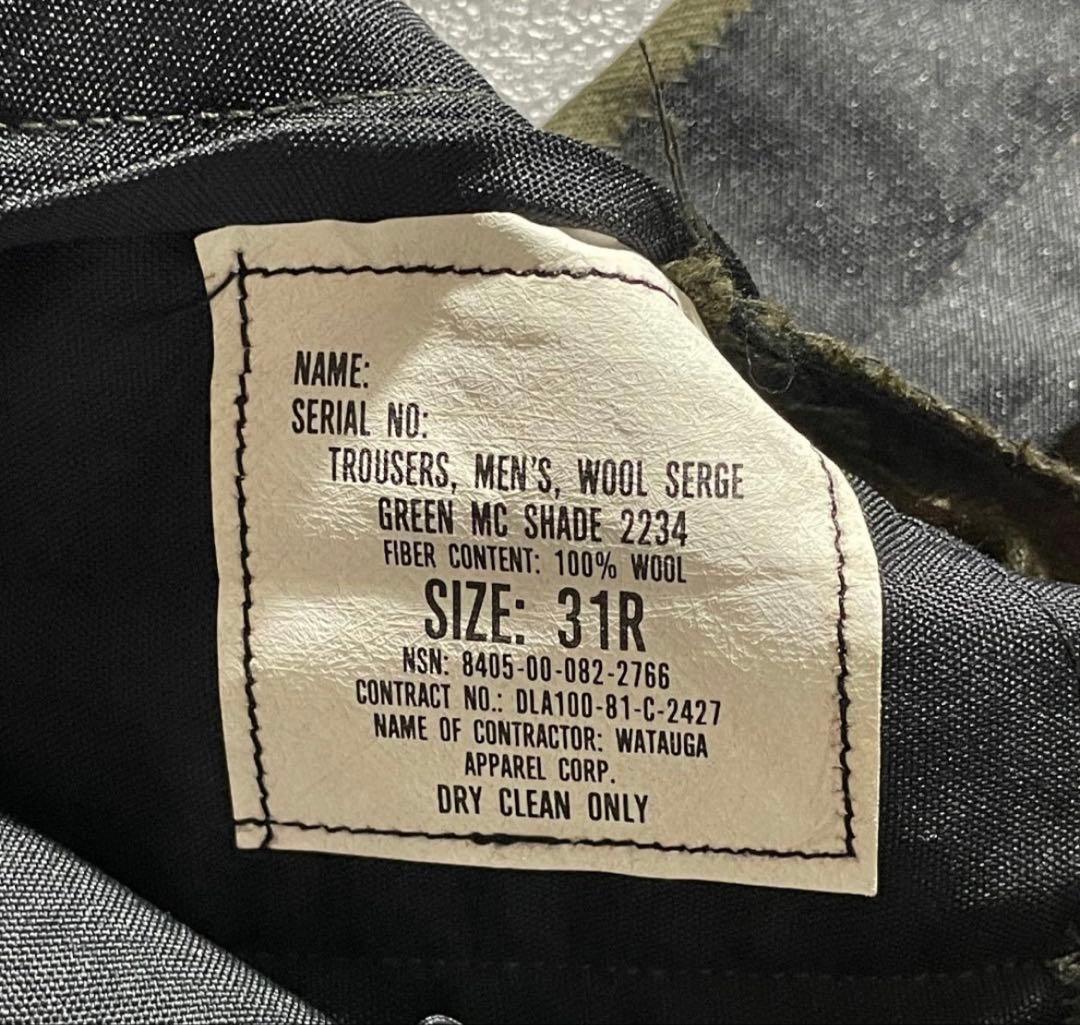 NAME:
SERIAL NO:
TROUSERS, MEN'S, WOOL SERGE
GREEN MC SHADE 2234
FIBER CONTENT: 100% WOOL
SIZE: 31R
NSN: 8405-00-082-2766
CONTRACT NO.: DLA100-81-C-2427
NAME OF CONTRACTOR: WATAUGA
APPAREL CORP.
DRY CLEAN ONLY